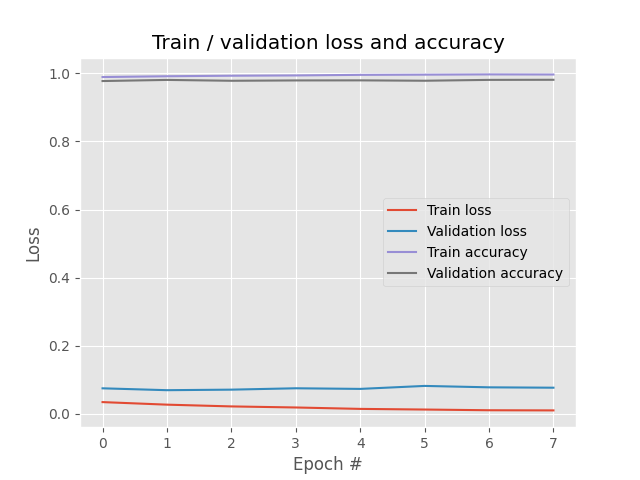 Train / validation loss and accuracy
1.0
0.8
0.6
0.4
0.2
0.0
Loss
Train loss
Validation loss
Train accuracy
Validation accuracy
0 1 2 3 4 5 6 7
Epoch #